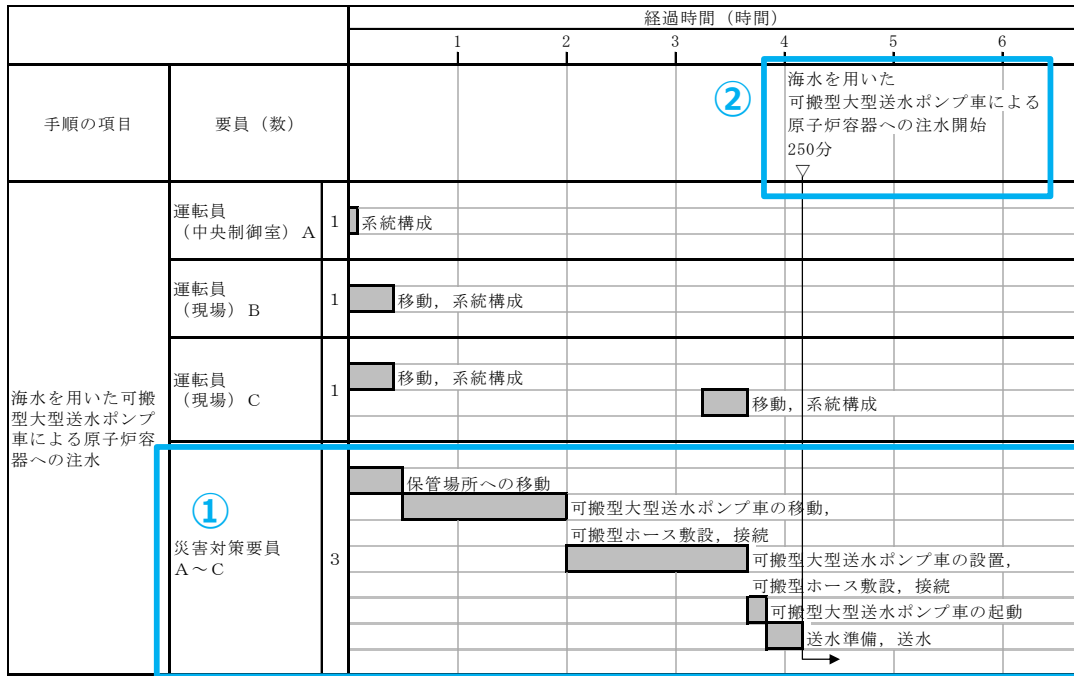 経過時間（時間）
1 2 3 4 5 6
手順の項目
要員（数）
②
海水を用いた
可搬型大型送水ポンプ車による
原子炉容器への注水開始
250分
▽
海水を用いた可搬
型大型送水ポンプ
車による原子炉容
器への注水
運転員
（中央制御室）Ａ
1
系統構成
運転員
（現場）Ｂ
1
移動，系統構成
運転員
（現場）Ｃ
1
移動，系統構成
移動，系統構成
①
災害対策要員
Ａ～Ｃ
3
保管場所への移動
可搬型大型送水ポンプ車の移動，
可搬型ホース敷設，接続
可搬型大型送水ポンプ車の設置，
可搬型ホース敷設，接続
可搬型大型送水ポンプ車の起動
送水準備，送水